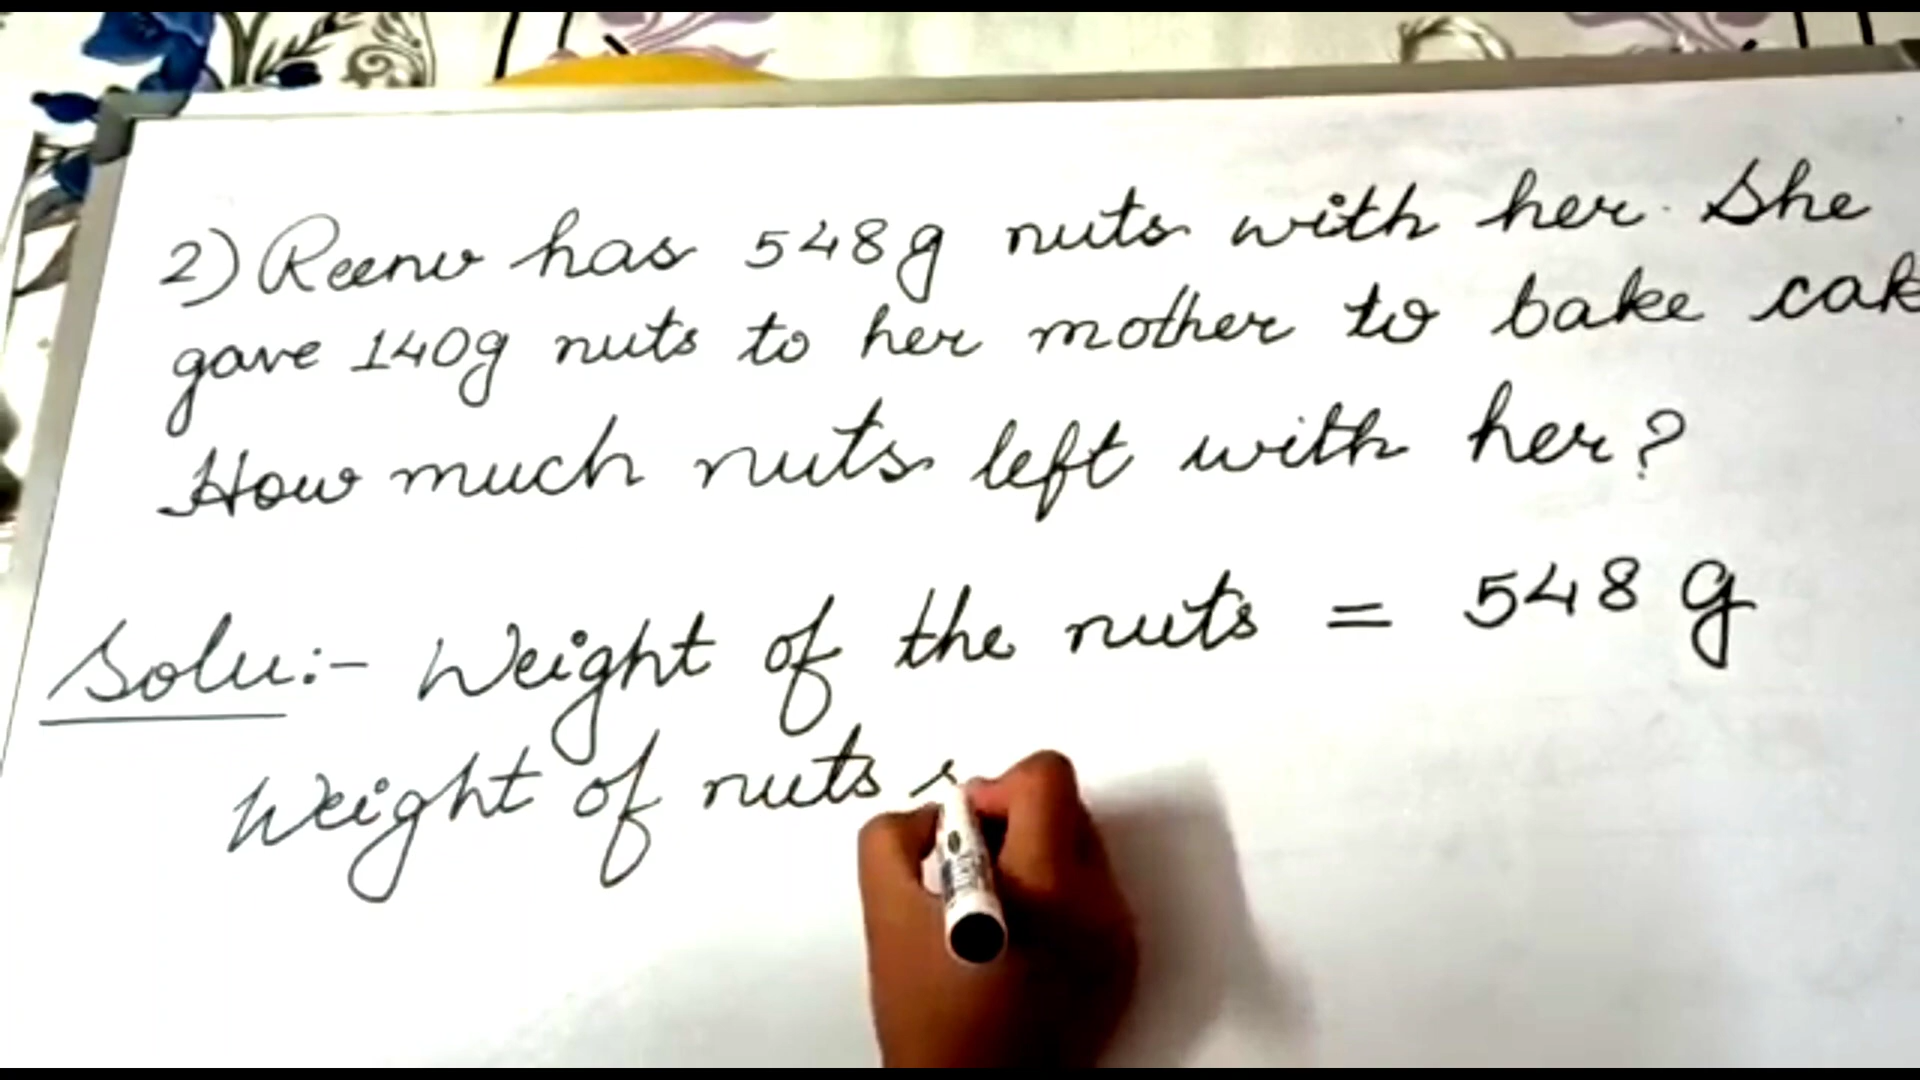 2) Reenu has 548g nuts with her. She
gave 140g nuts to her mother to bake cak
How much nuts left with her?
Solu:- Weight of the nuts = 548 g
Weight of nuts